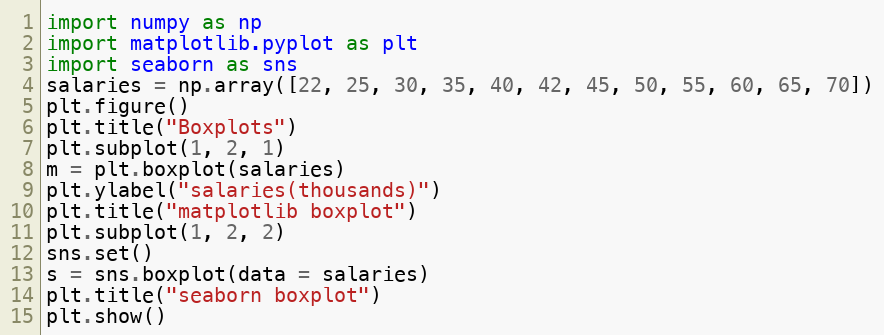 1 import numpy as np
2 import matplotlib.pyplot as plt
3 import seaborn as sns
4 salaries = np.array([22, 25, 30, 35, 40, 42, 45, 50, 55, 60, 65, 70])
5 plt.figure()
6 plt.title("Boxplots")
7 plt.subplot(1, 2, 1)
8 m = plt.boxplot(salaries)
9 plt.ylabel("salaries(thousands)")
10 plt.title("matplotlib boxplot")
11 plt.subplot(1, 2, 2)
12 sns.set()
13 s = sns.boxplot(data = salaries)
14 plt.title("seaborn boxplot")
15 plt.show()